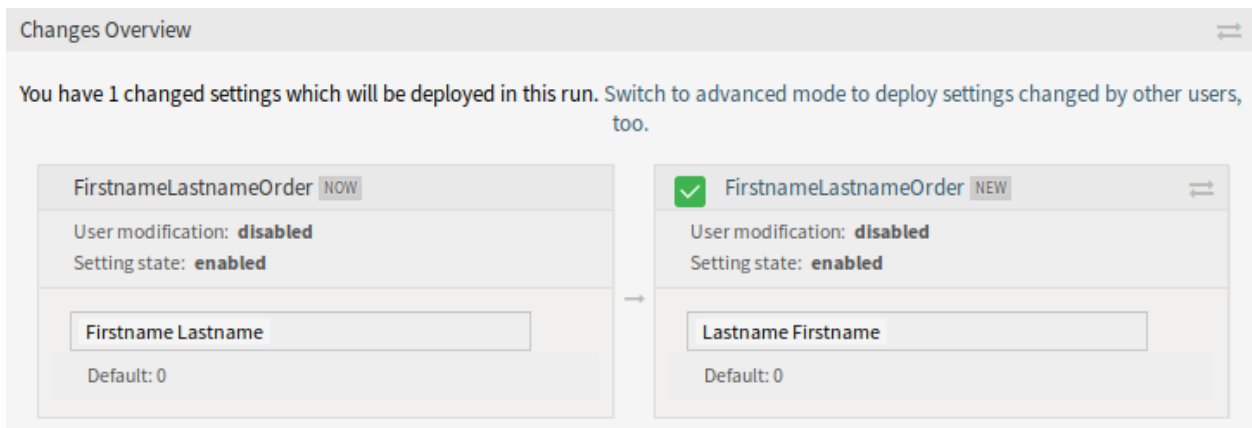 Changes Overview
You have 1 changed settings which will be deployed in this run. Switch to advanced mode to deploy settings changed by other users,
too.
FirstnameLastnameOrder NOW
User modification: disabled
Setting state: enabled
Firstname Lastname
Default: 0
FirstnameLastnameOrder NEW
User modification: disabled
Setting state: enabled
Lastname Firstname
Default: 0